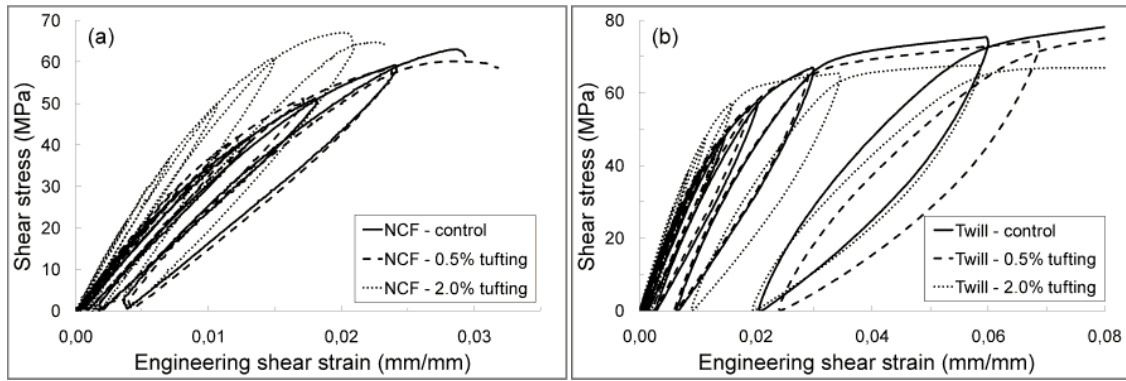 (a)
Shear stress (MPa)
70
60
50
40
30
20
10
0
0,00
0,01
0,02
0,03
Engineering shear strain (mm/mm)
NCF - control
NCF - 0.5% tufting
NCF - 2.0% tufting
(b)
Shear stress (MPa)
80
60
40
20
0
0,00
0,02
0,04
0,06
0,08
Engineering shear strain (mm/mm)
Twill - control
Twill - 0.5% tufting
Twill - 2.0% tufting